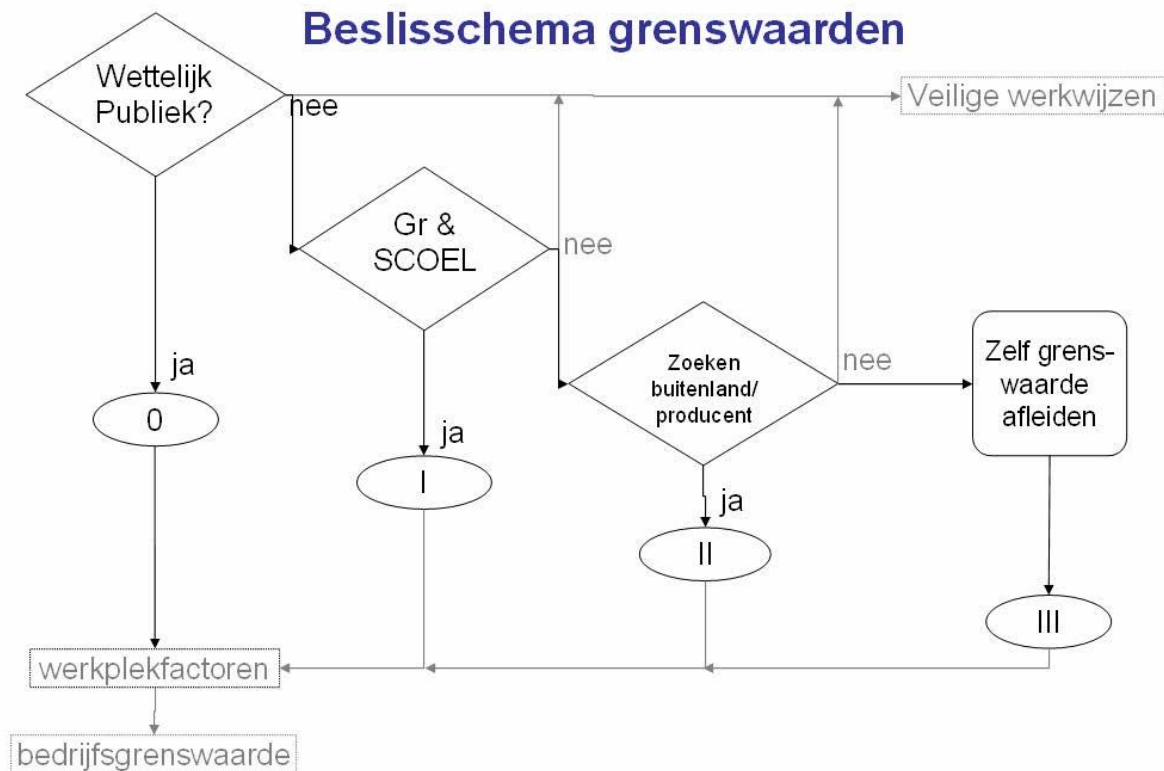 Beslisschema grenswaarden
Wettelijk
Publiek?
nee
Veilige werkwijzen
Gr &
SCOEL
nee
Zoeken
buitenland/
producent
nee
Zelf grens-
waarde
afleiden
ja
0
ja
I
ja
II
III
werkplekfactoren
bedrijfsgrenswaarde